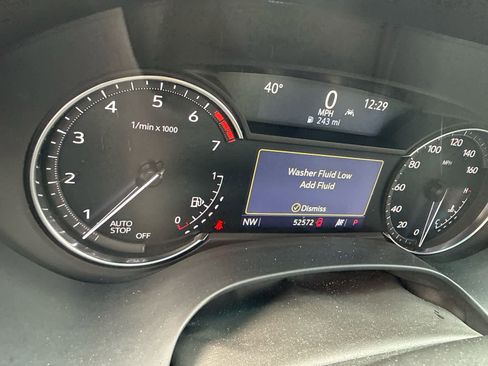 40°
0
MPH
243 mi
12:29
1
2
3
4
5
6
7
1/min x 1000
AUTO
STOP
OFF
1
0
Washer Fluid Low
Add Fluid
Dismiss
NW
52572
P
0
20
40
60
80
100
120
140
160
MPH
H